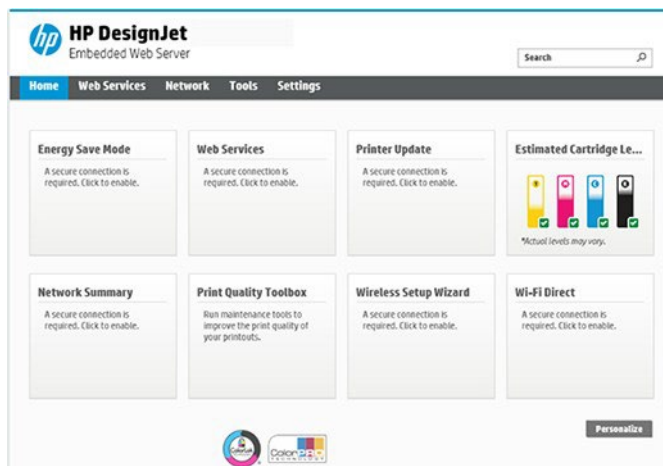 hp
HP DesignJet
Embedded Web Server
Search
Home Web Services Network Tools Settings
Energy Save Mode
A secure connection is
required. Click to enable.
Web Services
A secure connection is
required. Click to enable.
Printer Update
A secure connection is
required. Click to enable.
Estimated Cartridge Le...
Y M C K
*Actual levels may vary.
Network Summary
A secure connection is
required. Click to enable.
Print Quality Toolbox
Run maintenance tools to
improve the print quality of
your printouts.
Wireless Setup Wizard
A secure connection is
required. Click to enable.
Wi-Fi Direct
A secure connection is
required. Click to enable.
Personalize
ColorLok
ColorPRO
TECHNOLOGY